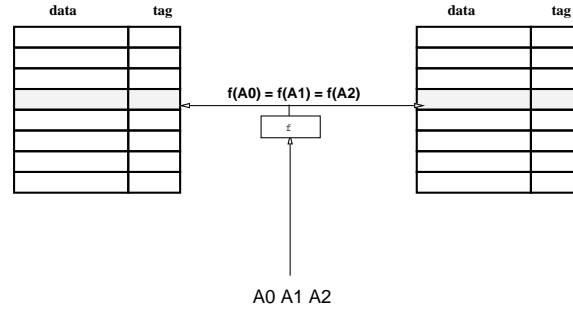 data tag data tag
f(A0) = f(A1) = f(A2)
f
A0 A1 A2